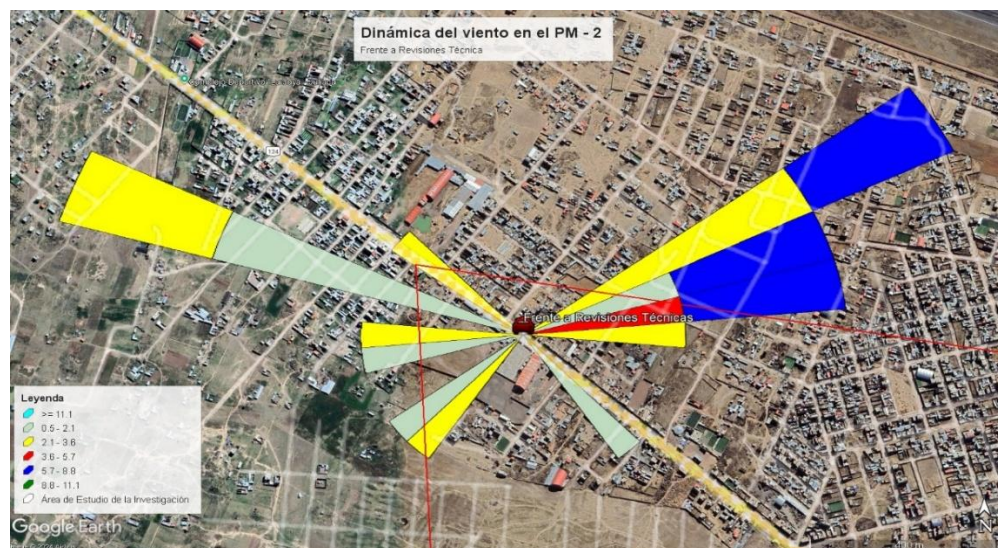 Dinámica del viento en el PM - 2
Frente a Revisiones Técnica
134
Frente a Revisiones Técnicas
Leyenda
>= 11.1
0.5 - 2.1
2.1 - 3.6
3.6 - 5.7
5.7 - 8.8
8.8 - 11.1
Área de Estudio de la Investigación
Google Earth
N